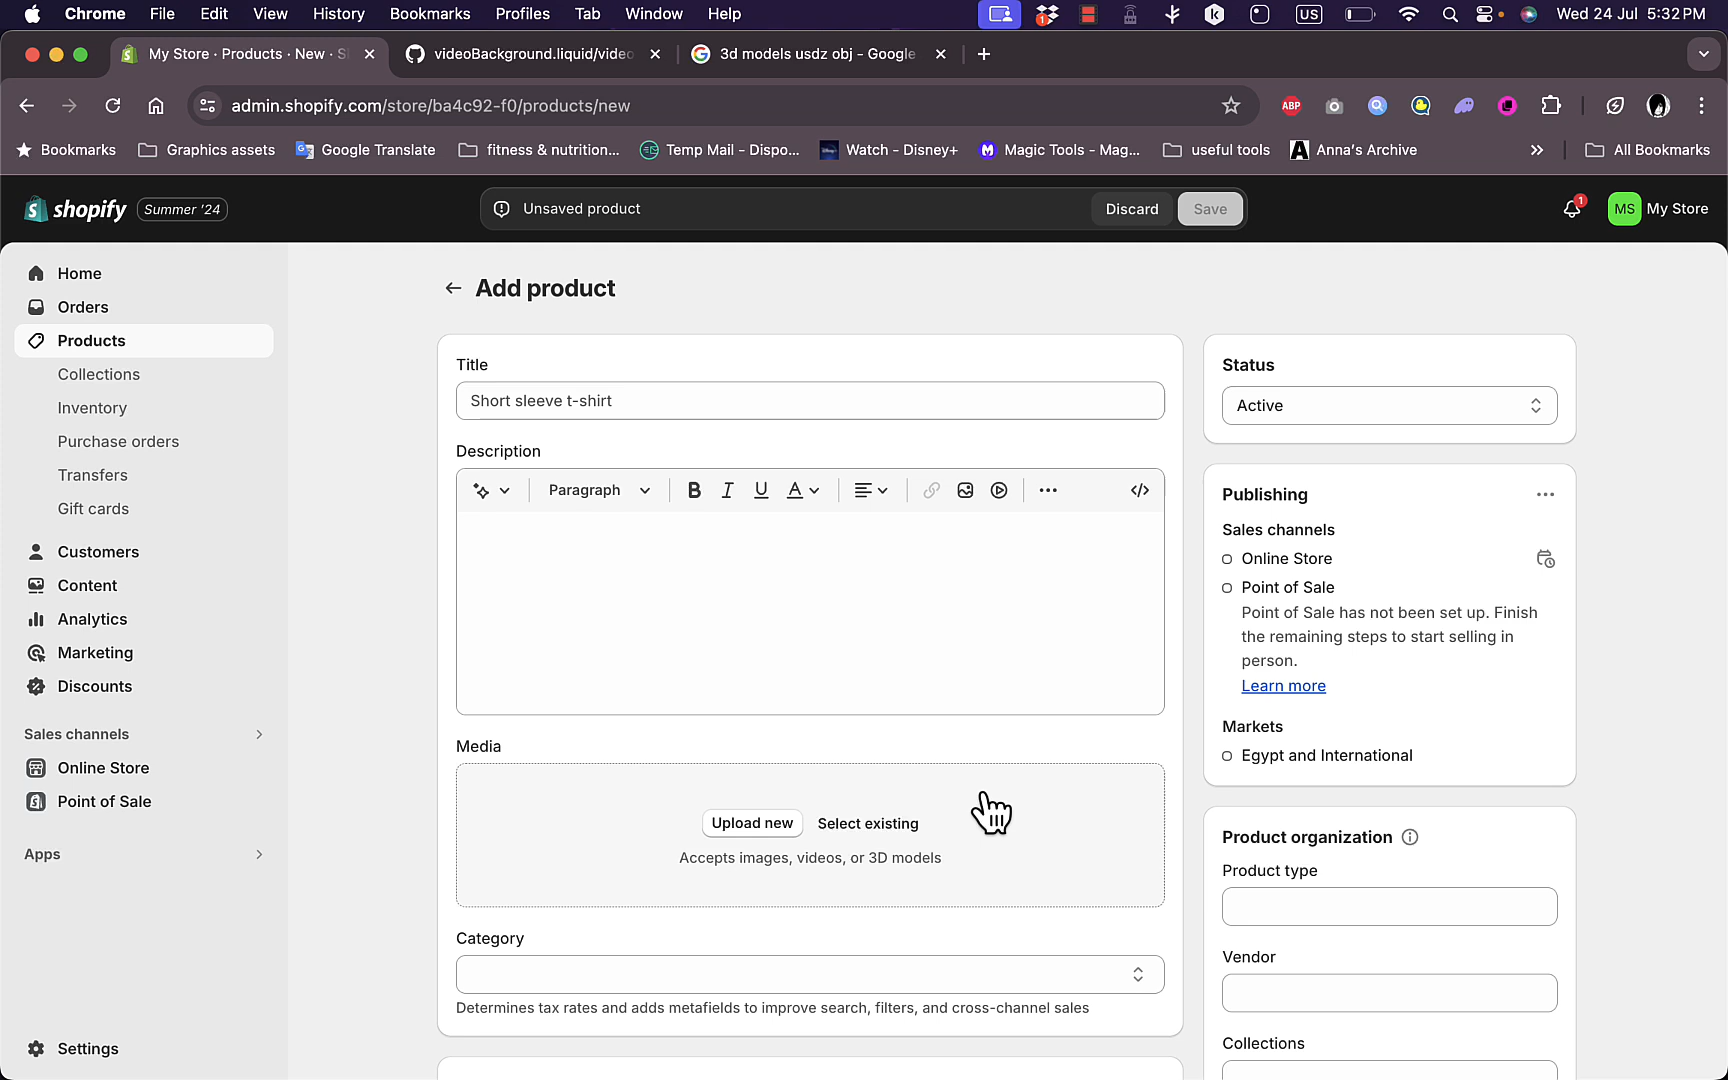 Chrome File Edit View History Bookmarks Profiles Tab Window Help 1 US Wed 24 Jul 5:32 PM
My Store · Products · New · S videoBackground.liquid/video 3d models usdz obj - Google
admin.shopify.com/store/ba4c92-f0/products/new ABP
Bookmarks Graphics assets Google Translate fitness & nutrition... Temp Mail - Dispo... Watch - Disney+ Magic Tools - Mag... useful tools Anna's Archive All Bookmarks
shopify Summer '24 Unsaved product Discard Save 1 MS My Store
Home
Orders
Products
Collections
Inventory
Purchase orders
Transfers
Gift cards
Customers
Content
Analytics
Marketing
Discounts
Sales channels
Online Store
Point of Sale
Apps
Settings
Add product
Title
Short sleeve t-shirt
Description
Paragraph B I U A
Media
Upload new Select existing
Accepts images, videos, or 3D models
Category
Determines tax rates and adds metafields to improve search, filters, and cross-channel sales
Status
Active
Publishing
Sales channels
Online Store
Point of Sale
Point of Sale has not been set up. Finish
the remaining steps to start selling in
person.
Learn more
Markets
Egypt and International
Product organization
Product type
Vendor
Collections